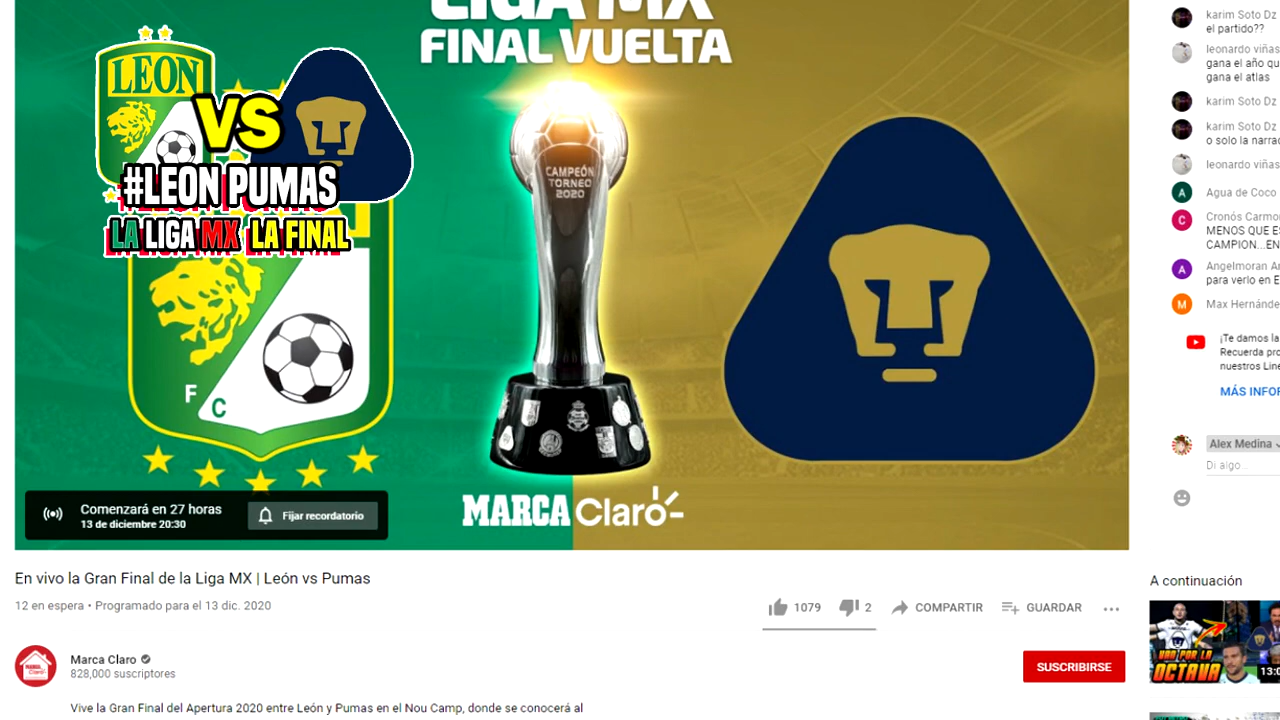 LIGA MX
FINAL VUELTA
LEON
VS
#LEON PUMAS
LA LIGA MX LA FINAL
CAMPEÓN
TORNEO
2020
F
C
MARCA Claro
Comenzará en 27 horas
13 de diciembre 20:30
Fijar recordatorio
En vivo la Gran Final de la Liga MX | León vs Pumas
12 en espera • Programado para el 13 dic. 2020
1079
2
COMPARTIR
GUARDAR
Marca Claro
828,000 suscriptores
SUSCRIBIRSE
Vive la Gran Final del Apertura 2020 entre León y Pumas en el Nou Camp, donde se conocerá al
karim Soto Dz
el partido??
leonardo viñas
gana el año qu
gana el atlas
karim Soto Dz
karim Soto Dz
o solo la narrac
leonardo viñas
A
Agua de Coco
C
Cronós Carmo
MENOS QUE ES
CAMPION...EN
A
Angelmoran Ar
para verlo en E
M
Max Hernánde
¡Te damos la
Recuerda pro
nuestros Line
MÁS INFOR
Alex Medina
Di algo...
A continuación
VAN POR LA
OCTAVA
13:0